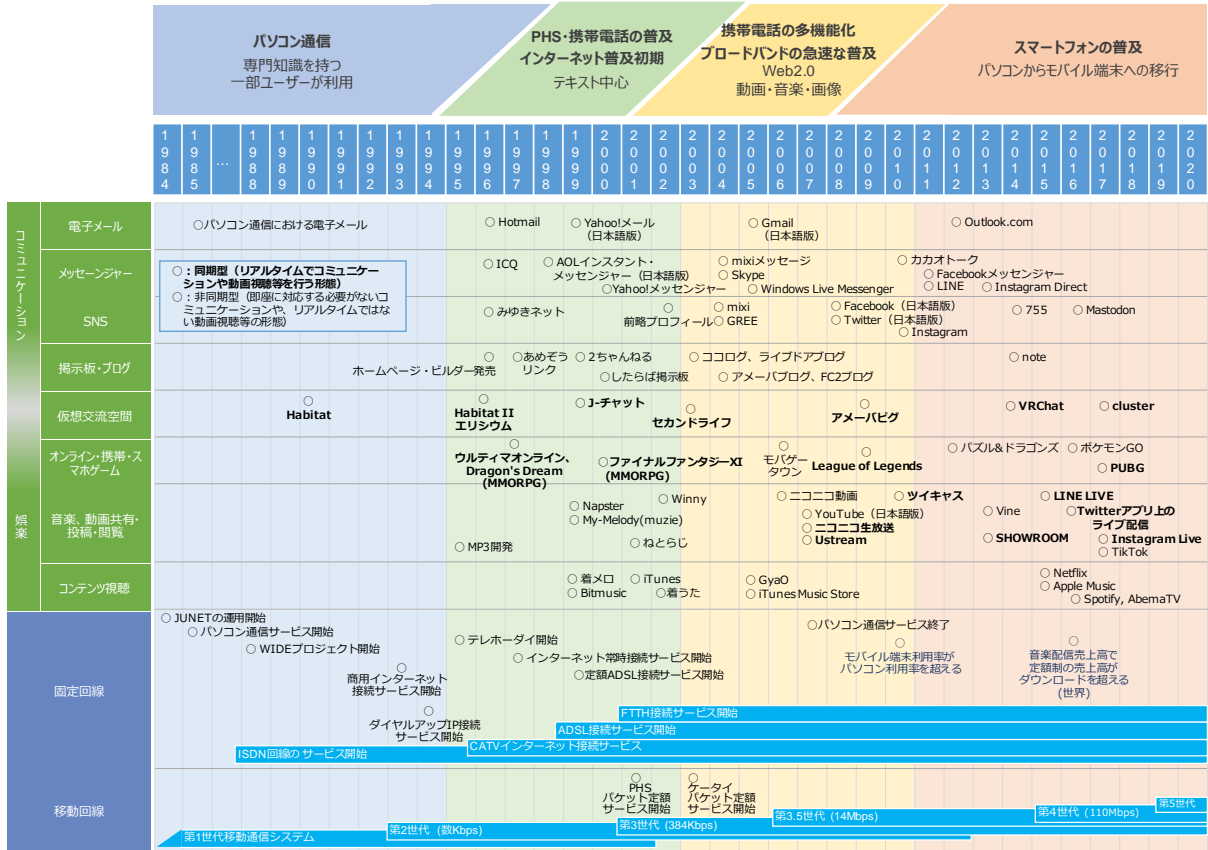 パソコン通信
専門知識を持つ
一部ユーザーが利用
PHS・携帯電話の普及
インターネット普及初期
テキスト中心
携帯電話の多機能化
ブロードバンドの急速な普及
Web2.0
動画・音楽・画像
スマートフォンの普及
パソコンからモバイル端末への移行
1984 1985 … 1988 1989 1990 1991 1992 1993 1994 1995 1996 1997 1998 1999 2000 2001 2002 2003 2004 2005 2006 2007 2008 2009 2010 2011 2012 2013 2014 2015 2016 2017 2018 2019 2020
コミュニケーション
電子メール
○パソコン通信における電子メール
○ Hotmail
○ Yahoo!メール
(日本語版)
○ Gmail
(日本語版)
○ Outlook.com
メッセーンジャー
○:同期型(リアルタイムでコミュニケー
ションや動画視聴等を行う形態)
○:非同期型(即座に対応する必要がないコ
ミュニケーションや、リアルタイムではな
い動画視聴等の形態)
○ ICQ
○ AOLインスタント・
メッセンジャー(日本語版)
○Yahoo!メッセンジャー
○ mixiメッセージ
○ Skype
○ Windows Live Messenger
○ カカオトーク
○ Facebookメッセンジャー
○ LINE
○ Instagram Direct
SNS
○ みゆきネット
○
前略プロフィール
○ mixi
○ GREE
○ Facebook(日本語版)
○ Twitter(日本語版)
○ Instagram
○ 755
○ Mastodon
掲示板・ブログ
○
ホームページ・ビルダー発売
○あめぞう
リンク
○ 2ちゃんねる
○したらば掲示板
○ ココログ、ライブドアブログ
○ アメーバブログ、FC2ブログ
○ note
仮想交流空間
○
Habitat
○
Habitat II
エリシウム
○ J-チャット
○
セカンドライフ
○
アメーバピグ
○ VRChat
○ cluster
娯楽
オンライン・携帯・ス
マホゲーム
○
ウルティマオンライン、
Dragon's Dream
(MMORPG)
○ファイナルファンタジーXI
(MMORPG)
○
モバゲー
タウン
○
League of Legends
○ パズル&ドラゴンズ
○ ポケモンGO
○ PUBG
音楽、動画共有・
投稿・閲覧
○ MP3開発
○ Napster
○ My-Melody(muzie)
○ Winny
○ ねとらじ
○ ニコニコ動画
○ YouTube(日本語版)
○ ニコニコ生放送
○ Ustream
○ ツイキャス
○ Vine
○ SHOWROOM
○ LINE LIVE
○Twitterアプリ上の
ライブ配信
○ Instagram Live
○ TikTok
コンテンツ視聴
○ 着メロ
○ Bitmusic
○ iTunes
○着うた
○ GyaO
○ iTunes Music Store
○ Netflix
○ Apple Music
○ Spotify, AbemaTV
固定回線
○ JUNETの運用開始
○ パソコン通信サービス開始
○ WIDEプロジェクト開始
○
商用インターネット
接続サービス開始
○
ダイヤルアップIP接続
サービス開始
○ テレホーダイ開始
○ インターネット常時接続サービス開始
○定額ADSL接続サービス開始
○パソコン通信サービス終了
○
モバイル端末利用率が
パソコン利用率を超える
○
音楽配信売上高で
定額制の売上高が
ダウンロードを超える
(世界)
FTTH接続サービス開始
ADSL接続サービス開始
CATVインターネット接続サービス
ISDN回線のサービス開始
移動回線
○
PHS
パケット定額
サービス開始
○
ケータイ
パケット定額
サービス開始
第1世代移動通信システム
第2世代 (数Kbps)
第3世代 (384Kbps)
第3.5世代 (14Mbps)
第4世代 (110Mbps)
第5世代